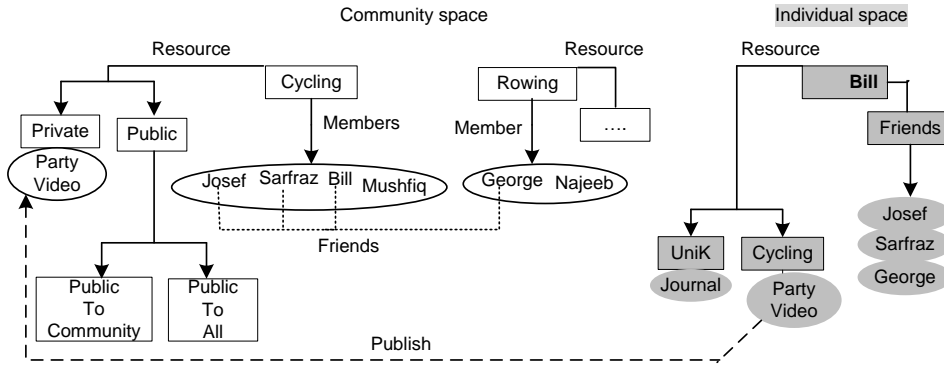 Community space
Individual space
Resource
Resource
Resource
Cycling
Rowing
Bill
Private
Public
Members
Member
….
Friends
Party
Video
Josef Sarfraz Bill Mushfiq
George Najeeb
Josef
Sarfraz
George
Friends
UniK
Cycling
Journal
Party
Video
Public
To
Community
Public
To
All
Publish